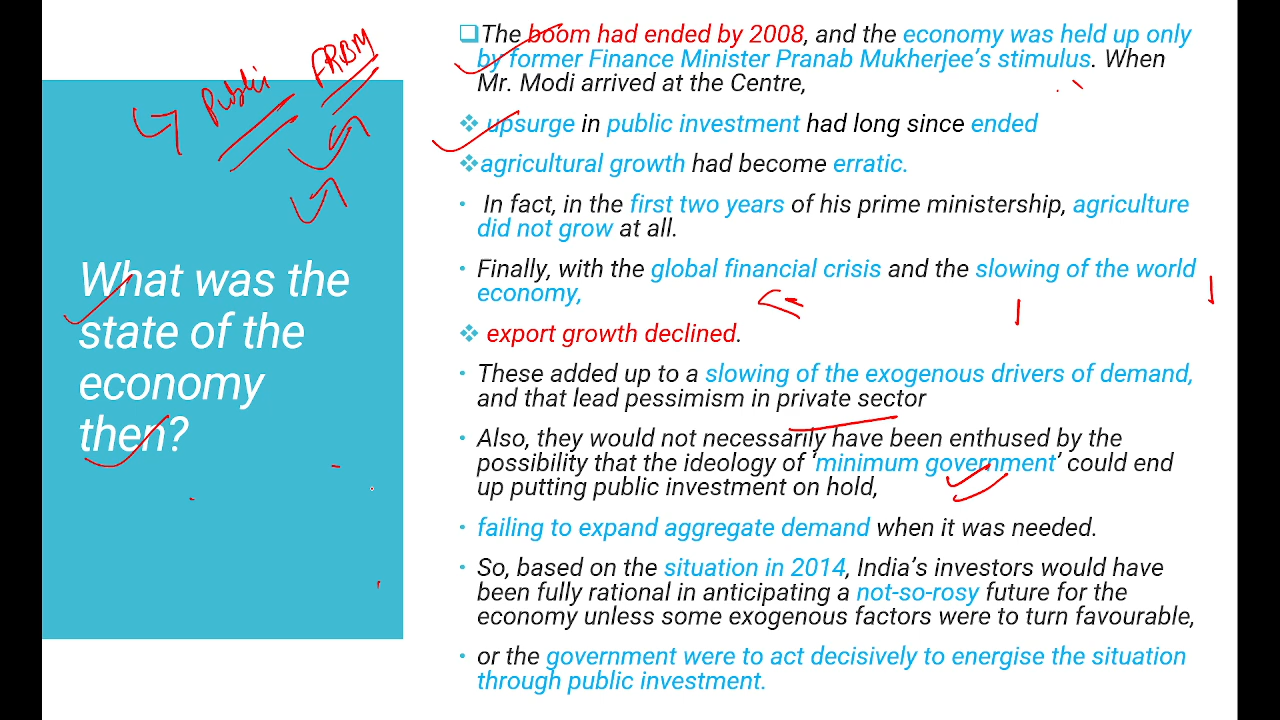 Public FRBM
What was the
state of the
economy
then?
The boom had ended by 2008, and the economy was held up only
by former Finance Minister Pranab Mukherjee's stimulus. When
Mr. Modi arrived at the Centre,
upsurge in public investment had long since ended
agricultural growth had become erratic.
In fact, in the first two years of his prime ministership, agriculture
did not grow at all.
Finally, with the global financial crisis and the slowing of the world
economy,
export growth declined.
These added up to a slowing of the exogenous drivers of demand,
and that lead pessimism in private sector
Also, they would not necessarily have been enthused by the
possibility that the ideology of 'minimum government' could end
up putting public investment on hold,
failing to expand aggregate demand when it was needed.
So, based on the situation in 2014, India's investors would have
been fully rational in anticipating a not-so-rosy future for the
economy unless some exogenous factors were to turn favourable,
or the government were to act decisively to energise the situation
through public investment.